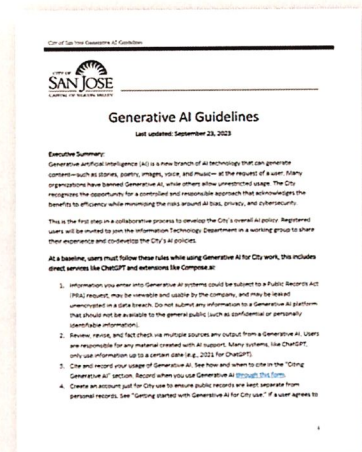 City of San Jose Generative AI Guidelines
CITY OF
SAN JOSE
CAPITAL OF SILICON VALLEY
Generative AI Guidelines
Last updated: September 23, 2023
Executive Summary:
Generative Artificial Intelligence (AI) is a new branch of AI technology that can generate
content—such as stories, poetry, images, voice, and music— at the request of a user. Many
organizations have banned Generative AI, while others allow unrestricted usage. The City
recognizes the opportunity for a controlled and responsible approach that acknowledges the
benefits to efficiency while minimizing the risks around AI bias, privacy, and cybersecurity.
This is the first step in a collaborative process to develop the City's overall AI policy. Registered
users will be invited to join the Information Technology Department in a working group to share
their experience and co-develop the City's AI policies.
At a baseline, users must follow these rules while using Generative AI for City work, this includes
direct services like ChatGPT and extensions like Compose.ai:
1. Information you enter into Generative AI systems could be subject to a Public Records Act
(PRA) request, may be viewable and usable by the company, and may be leaked
unencrypted in a data breach. Do not submit any information to a Generative AI platform
that should not be available to the general public (such as confidential or personally
identifiable information).
2. Review, revise, and fact check via multiple sources any output from a Generative AI. Users
are responsible for any material created with AI support. Many systems, like ChatGPT,
only use information up to a certain date (e.g., 2021 for ChatGPT).
3. Cite and record your usage of Generative AI. See how and when to cite in the "Citing
Generative AI" section. Record when you use Generative AI through this form.
4. Create an account just for City use to ensure public records are kept separate from
personal records. See "Getting started with Generative AI for City use." If a user agrees to